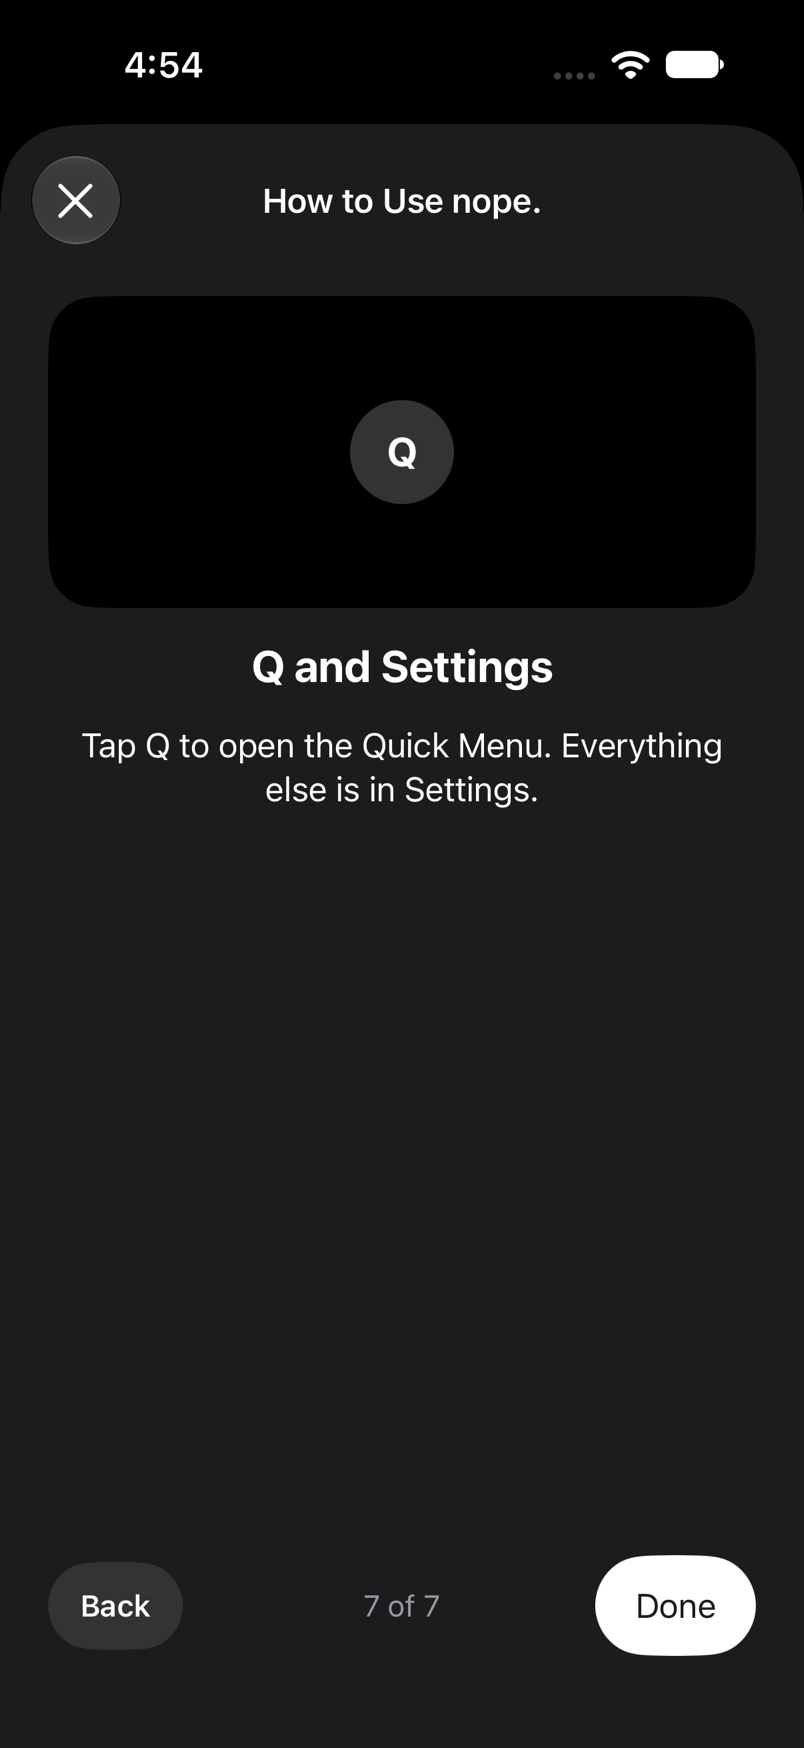 4:54
How to Use nope.
Q
Q and Settings
Tap Q to open the Quick Menu. Everything
else is in Settings.
Back
7 of 7
Done